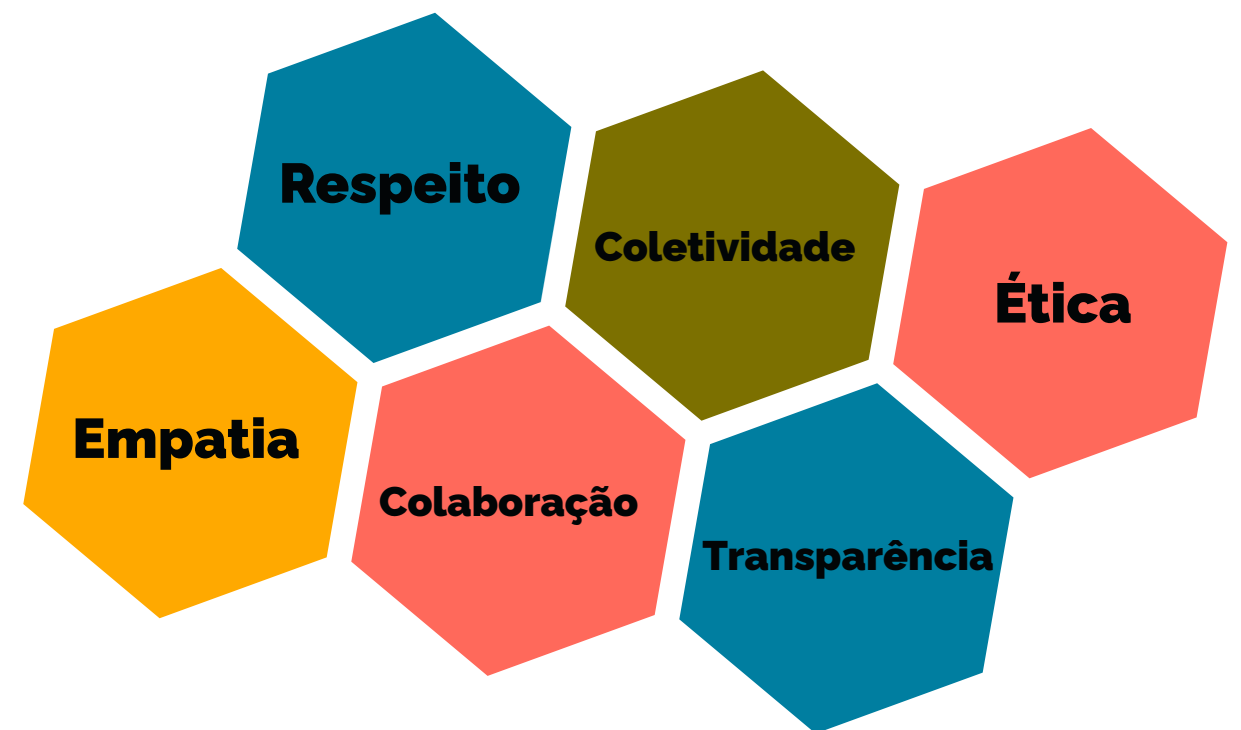 Respeito
Coletividade
Ética
Empatia
Colaboração
Transparência